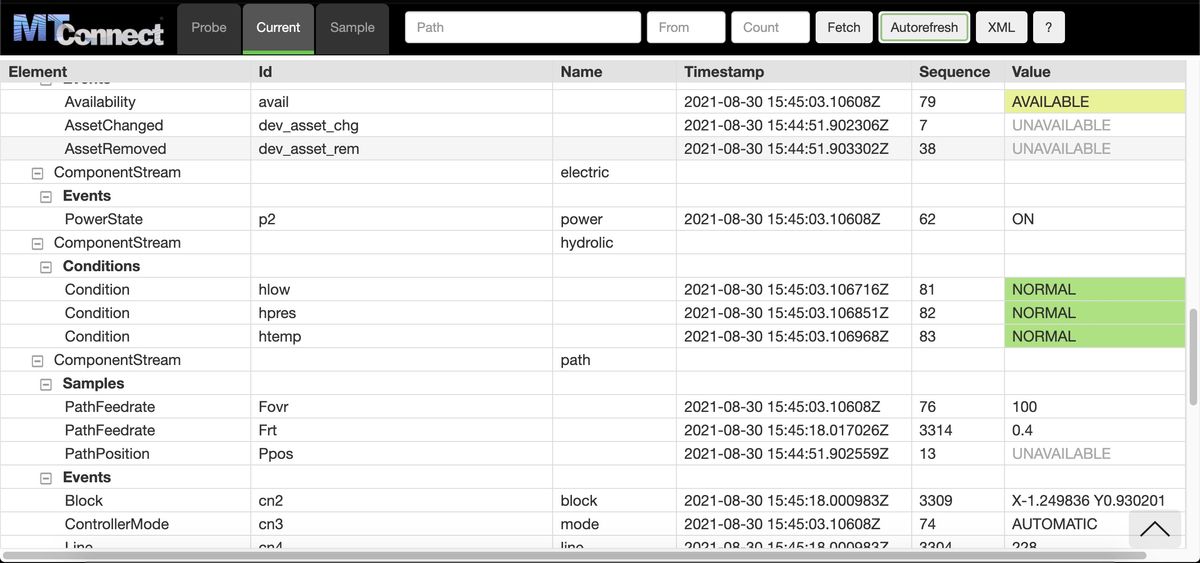 MTConnect Probe Current Sample Path From Count Fetch Autorefresh XML ?
Element Id Name Timestamp Sequence Value
Events
Availability avail 2021-08-30 15:45:03.10608Z 79 AVAILABLE
AssetChanged dev_asset_chg 2021-08-30 15:44:51.902306Z 7 UNAVAILABLE
AssetRemoved dev_asset_rem 2021-08-30 15:44:51.903302Z 38 UNAVAILABLE
ComponentStream electric
Events
PowerState p2 power 2021-08-30 15:45:03.10608Z 62 ON
ComponentStream hydrolic
Conditions
Condition hlow 2021-08-30 15:45:03.106716Z 81 NORMAL
Condition hpres 2021-08-30 15:45:03.106851Z 82 NORMAL
Condition htemp 2021-08-30 15:45:03.106968Z 83 NORMAL
ComponentStream path
Samples
PathFeedrate Fovr 2021-08-30 15:45:03.10608Z 76 100
PathFeedrate Frt 2021-08-30 15:45:18.017026Z 3314 0.4
PathPosition Ppos 2021-08-30 15:44:51.902559Z 13 UNAVAILABLE
Events
Block cn2 block 2021-08-30 15:45:18.000983Z 3309 X-1.249836 Y0.930201
ControllerMode cn3 mode 2021-08-30 15:45:03.10608Z 74 AUTOMATIC
Line cn4 line 2021-08-30 15:45:18.000983Z 3304 228